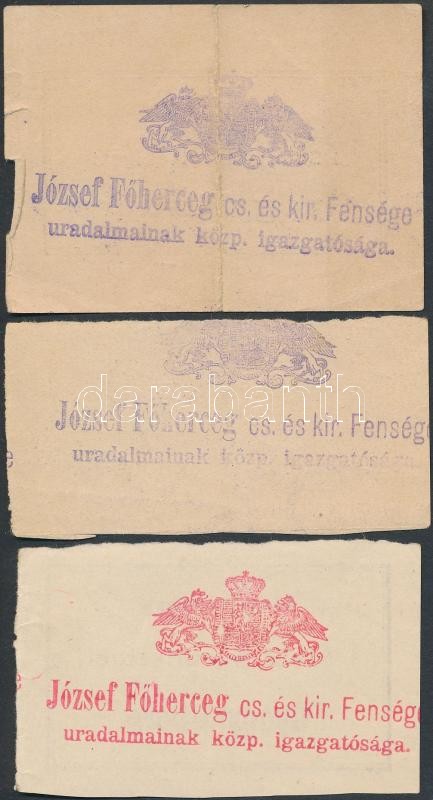 József Főherceg cs. és kir. Fensége
uradalmainak közp. igazgatósága.
darabanth
József Főherceg cs. és kir. Fensége
uradalmainak közp. igazgatósága.
e
József Főherceg cs. és kir. Fensége
uradalmainak közp. igazgatósága.